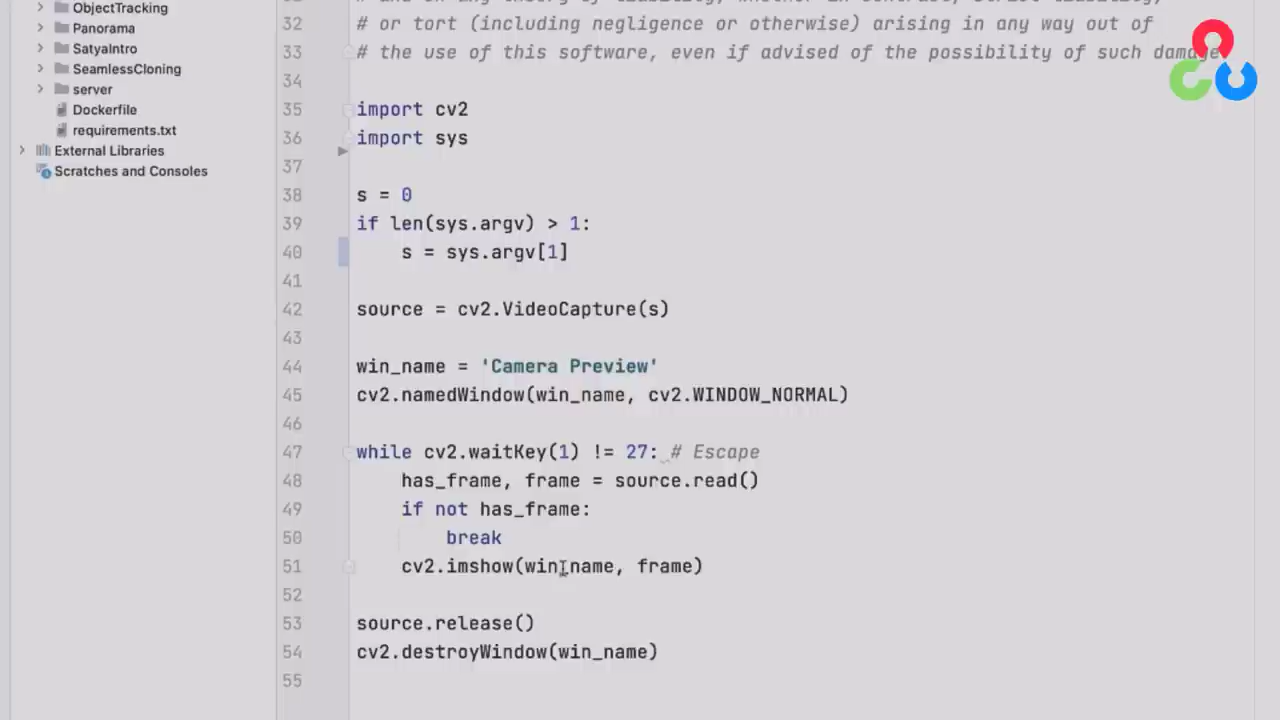 ObjectTracking
Panorama
SatyaIntro
SeamlessCloning
server
Dockerfile
requirements.txt
External Libraries
Scratches and Consoles
32 # or tort (including negligence or otherwise) arising in any way out of
33 # the use of this software, even if advised of the possibility of such damage
34
35 import cv2
36 import sys
37
38 s = 0
39 if len(sys.argv) > 1:
40 s = sys.argv[1]
41
42 source = cv2.VideoCapture(s)
43
44 win_name = 'Camera Preview'
45 cv2.namedWindow(win_name, cv2.WINDOW_NORMAL)
46
47 while cv2.waitKey(1) != 27: # Escape
48 has_frame, frame = source.read()
49 if not has_frame:
50 break
51 cv2.imshow(win_name, frame)
52
53 source.release()
54 cv2.destroyWindow(win_name)
55